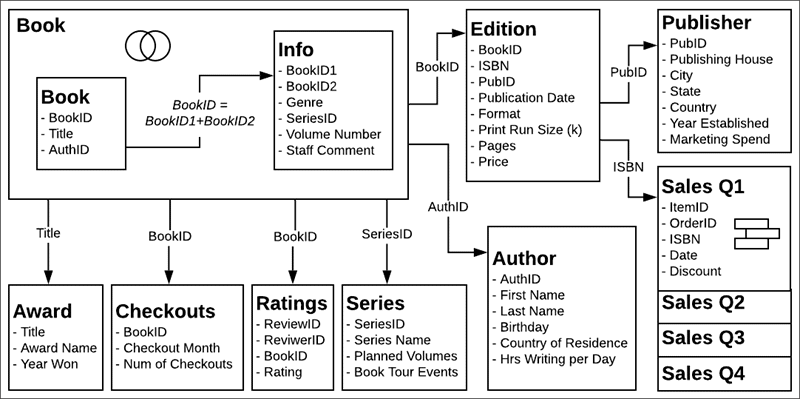 Book
Book
- BookID
- Title
- AuthID
BookID =
BookID1+BookID2
Info
- BookID1
- BookID2
- Genre
- SeriesID
- Volume Number
- Staff Comment
BookID
Edition
- BookID
- ISBN
- PubID
- Publication Date
- Format
- Print Run Size (k)
- Pages
- Price
PubID
Publisher
- PubID
- Publishing House
- City
- State
- Country
- Year Established
- Marketing Spend
ISBN
Sales Q1
- ItemID
- OrderID
- ISBN
- Date
- Discount
Sales Q2
Sales Q3
Sales Q4
AuthID
Author
- AuthID
- First Name
- Last Name
- Birthday
- Country of Residence
- Hrs Writing per Day
Title
Award
- Title
- Award Name
- Year Won
BookID
Checkouts
- BookID
- Checkout Month
- Num of Checkouts
BookID
Ratings
- ReviewID
- ReviwerID
- BookID
- Rating
SeriesID
Series
- SeriesID
- Series Name
- Planned Volumes
- Book Tour Events